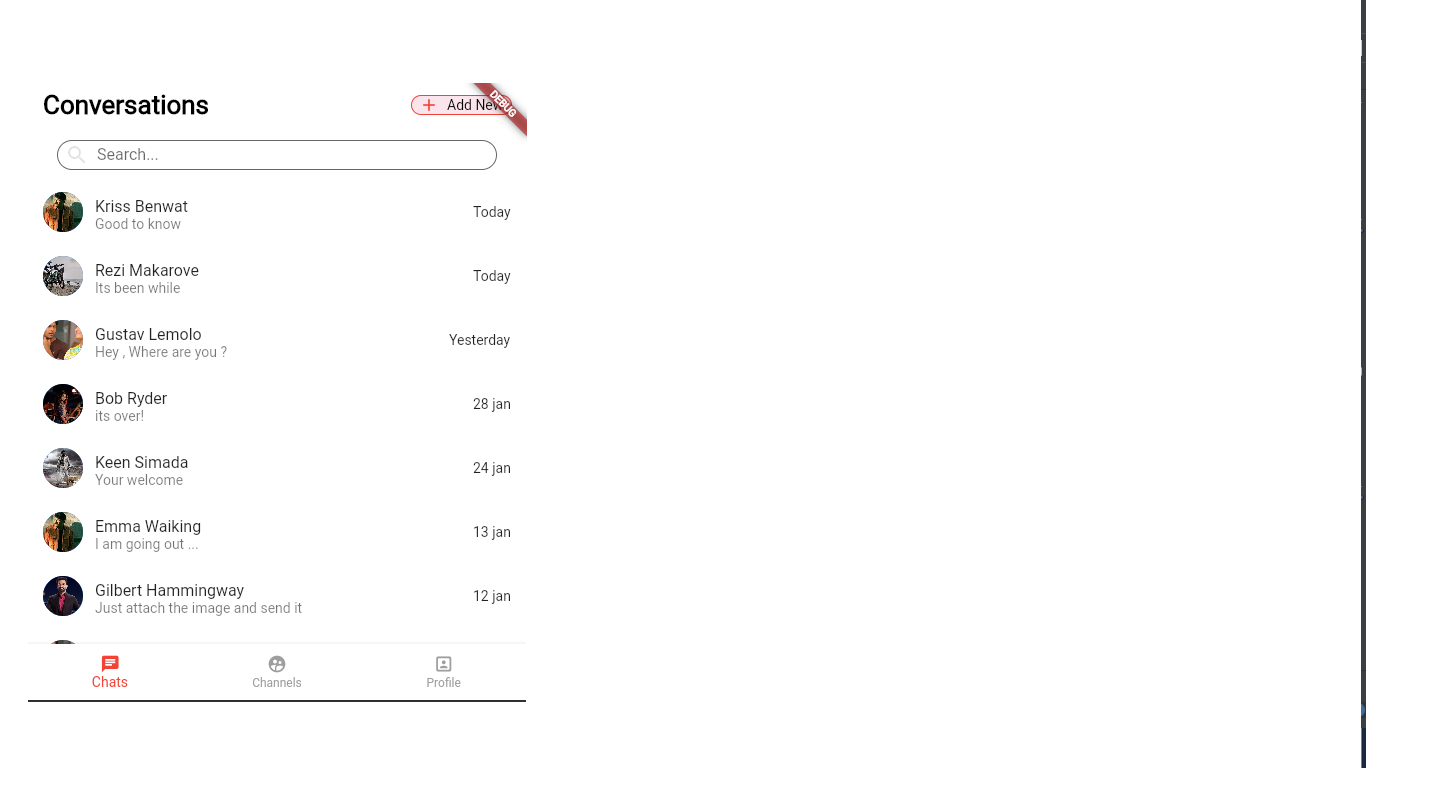 Conversations
Add New
DEBUG
Search...
Kriss Benwat
Today
Good to know
Rezi Makarove
Today
Its been while
Gustav Lemolo
Yesterday
Hey , Where are you ?
Bob Ryder
28 jan
its over!
Keen Simada
24 jan
Your welcome
Emma Waiking
13 jan
I am going out ...
Gilbert Hammingway
12 jan
Just attach the image and send it
Chats
Channels
Profile